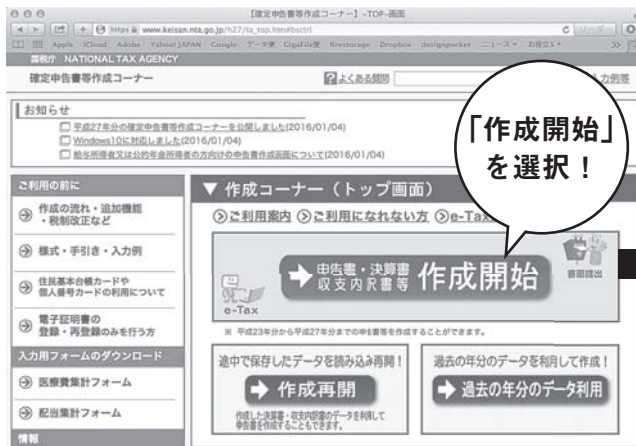 【確定申告書等作成コーナー】-TOP-画面
www.keisan.nta.go.jp/h27/ta_top.htm#bsctrl
Apple iCloud Adobe Yahoo! JAPAN Google データ便 GigaFile便 firestorage Dropbox designpocket ニュース お役立ち
国税庁 NATIONAL TAX AGENCY
確定申告書等作成コーナー
?よくある質問
入力例等
お知らせ
平成27年分の確定申告書等作成コーナーを公開しました(2016/01/04)
Windows10に対応しました(2016/01/04)
給与所得者又は公的年金所得者の方向けの申告書作成画面について(2016/01/04)
「作成開始」
を選択！
ご利用の前に
作成の流れ・追加機能
・税制改正など
様式・手引き・入力例
住民基本台帳カードや
個人番号カードの利用について
電子証明書の
登録・再登録のみを行う方
入力用フォームのダウンロード
医療費集計フォーム
配当集計フォーム
情報
▼ 作成コーナー（トップ画面）
ご利用案内 ご利用になれない方 e-Tax
申告書・決算書
収支内訳書等 作成開始
e-Tax
書面提出
※ 平成23年分から平成27年分までの申告書等を作成することができます。
途中で保存したデータを読み込み再開！
作成再開
作成した決算書・収支内訳書のデータを利用して
申告書を作成することもできます。
過去の年分のデータを利用して作成！
過去の年分のデータ利用